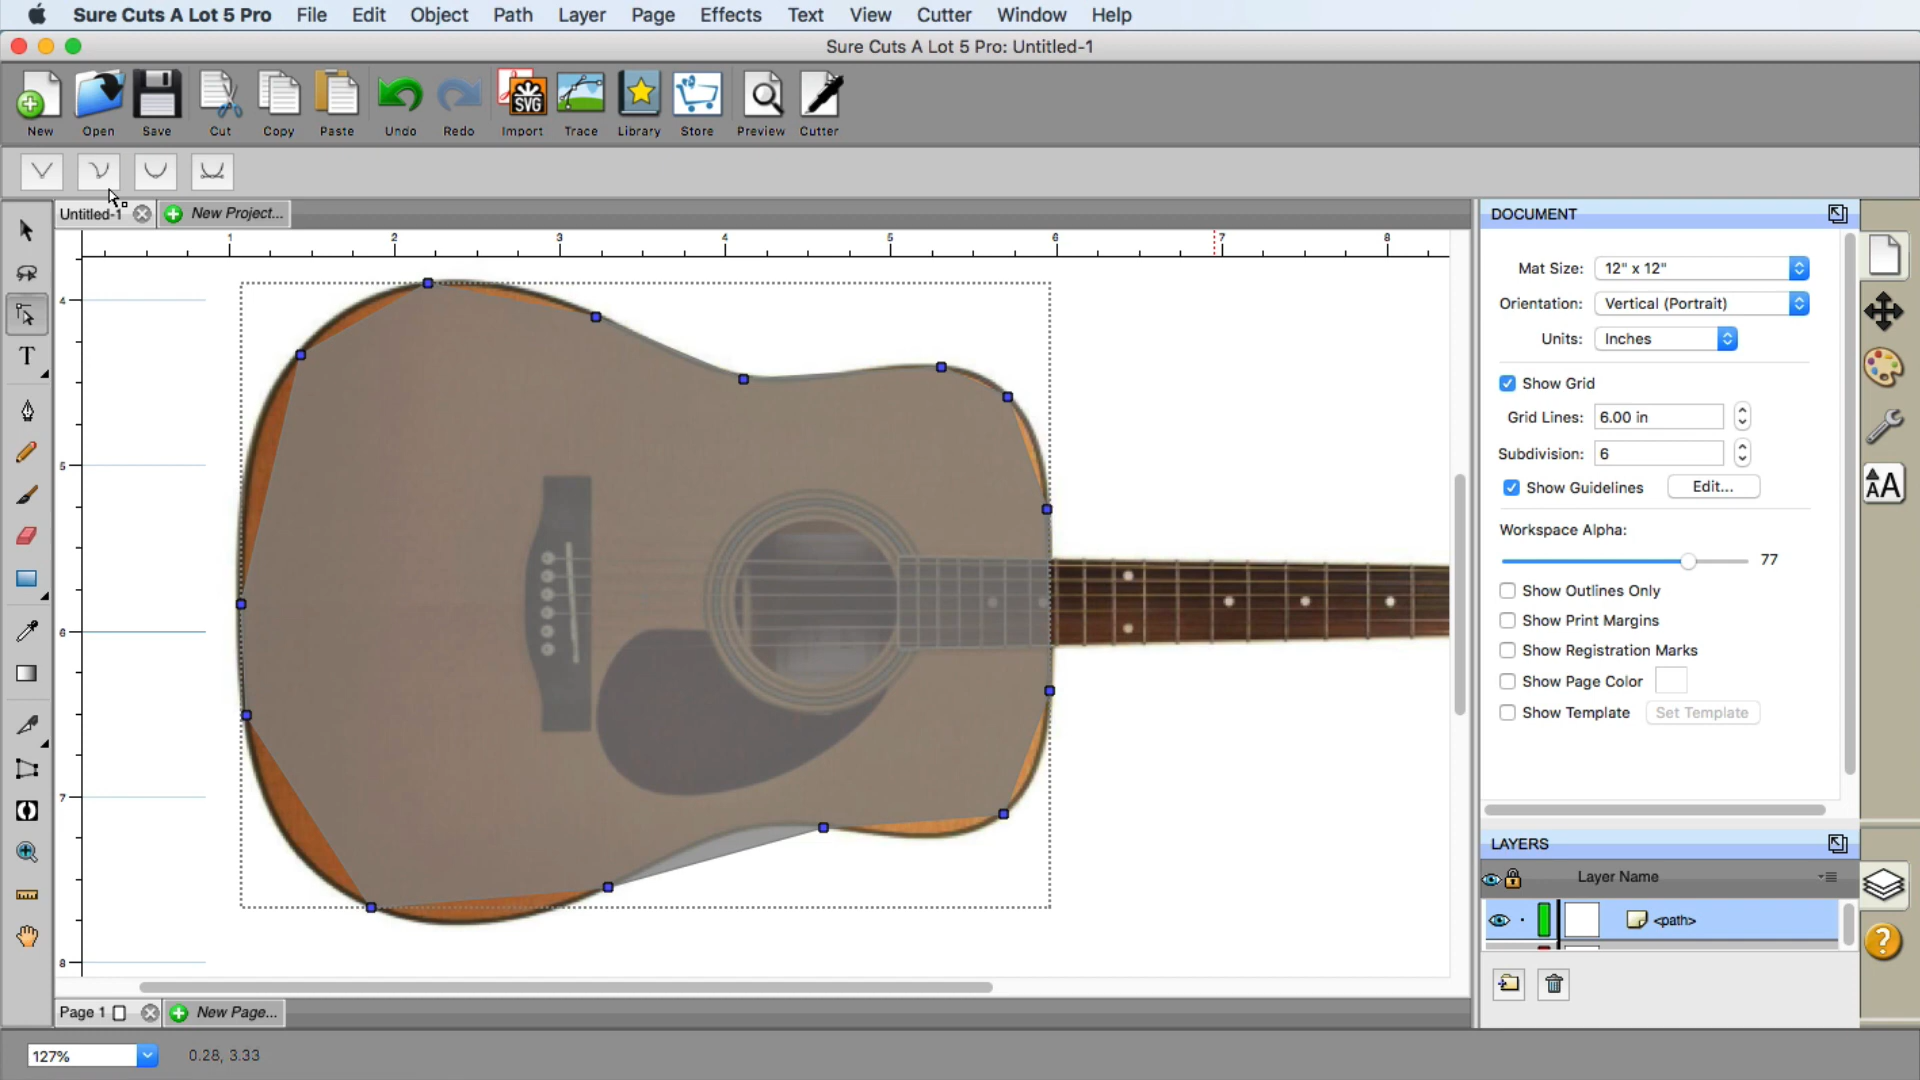 Sure Cuts A Lot 5 Pro File Edit Object Path Layer Page Effects Text View Cutter Window Help
Sure Cuts A Lot 5 Pro: Untitled-1
SVG
New Open Save Cut Copy Paste Undo Redo Import Trace Library Store Preview Cutter
Untitled-1 New Project...
1 2 3 4 5 6 7 8
4
5
6
7
8
T
DOCUMENT
Mat Size: 12" x 12"
Orientation: Vertical (Portrait)
Units: Inches
Show Grid
Grid Lines: 6.00 in
Subdivision: 6
Show Guidelines Edit...
Workspace Alpha:
77
Show Outlines Only
Show Print Margins
Show Registration Marks
Show Page Color
Show Template Set Template
AA
LAYERS
Layer Name
<path>
?
Page 1 New Page...
127% 0.28, 3.33